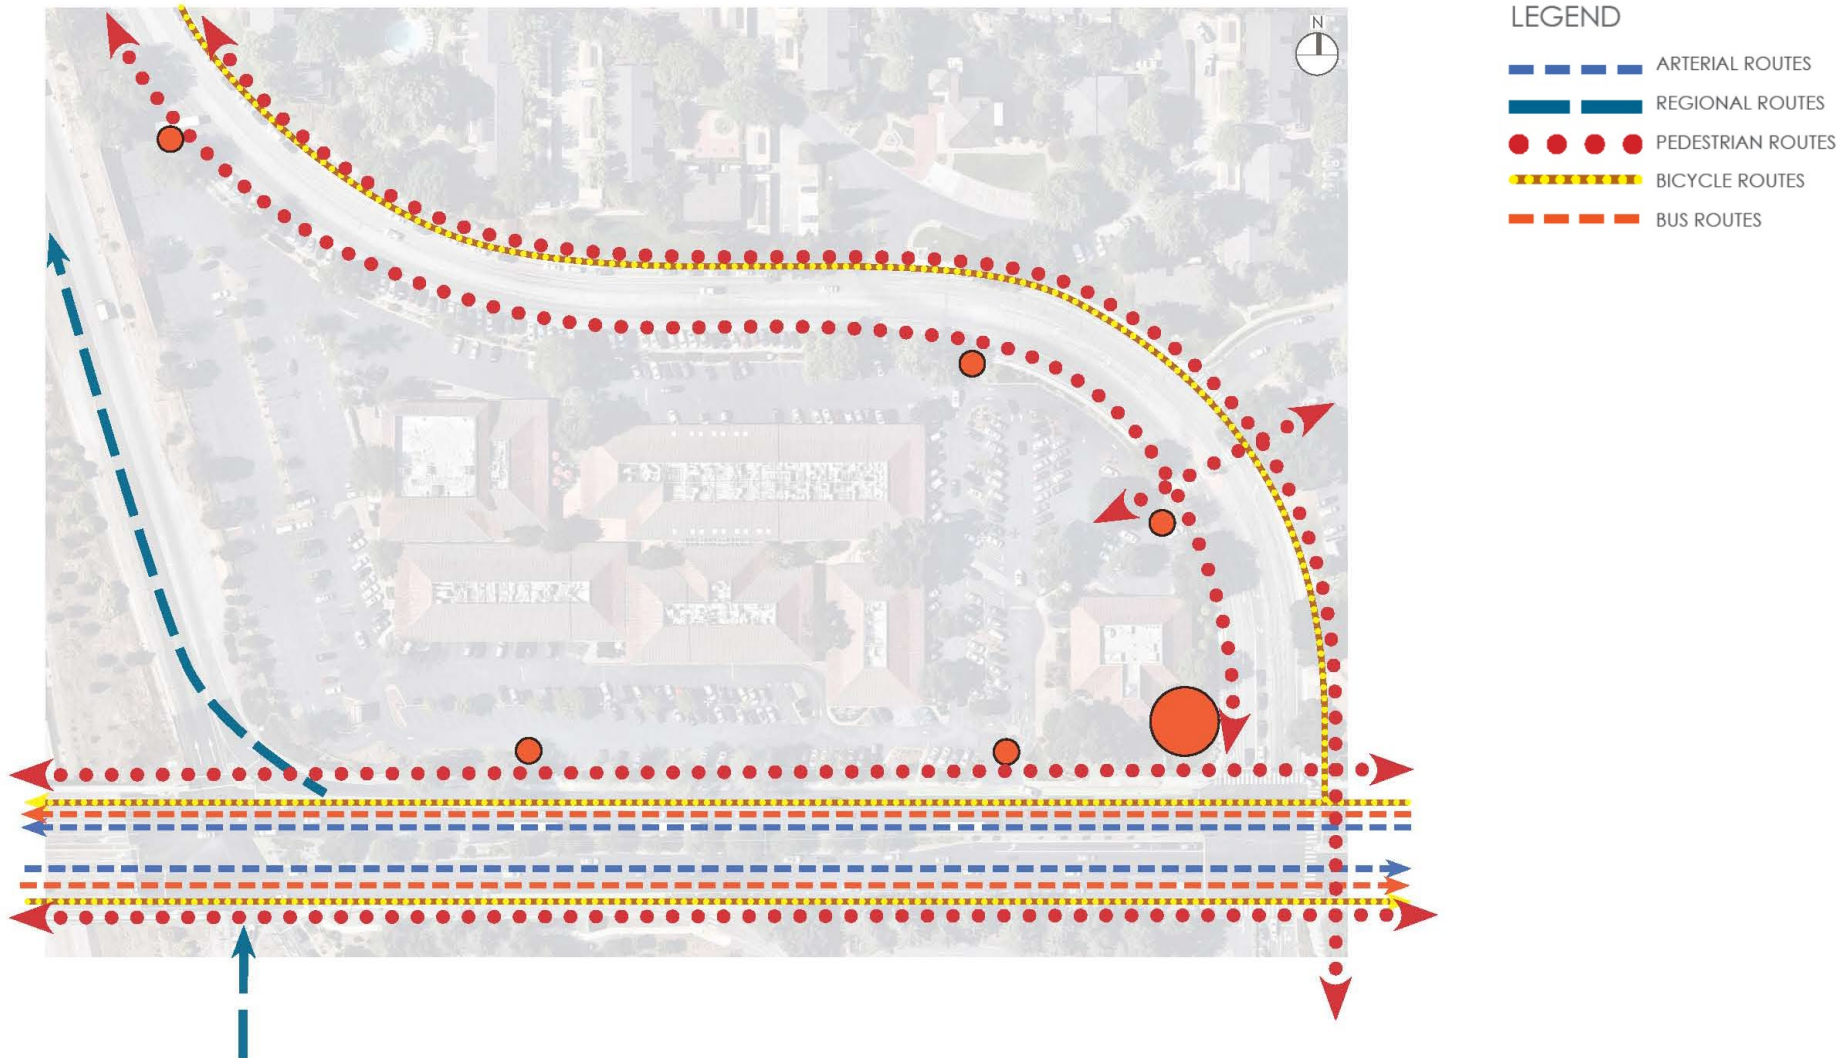 N
LEGEND
ARTERIAL ROUTES
REGIONAL ROUTES
PEDESTRIAN ROUTES
BICYCLE ROUTES
BUS ROUTES